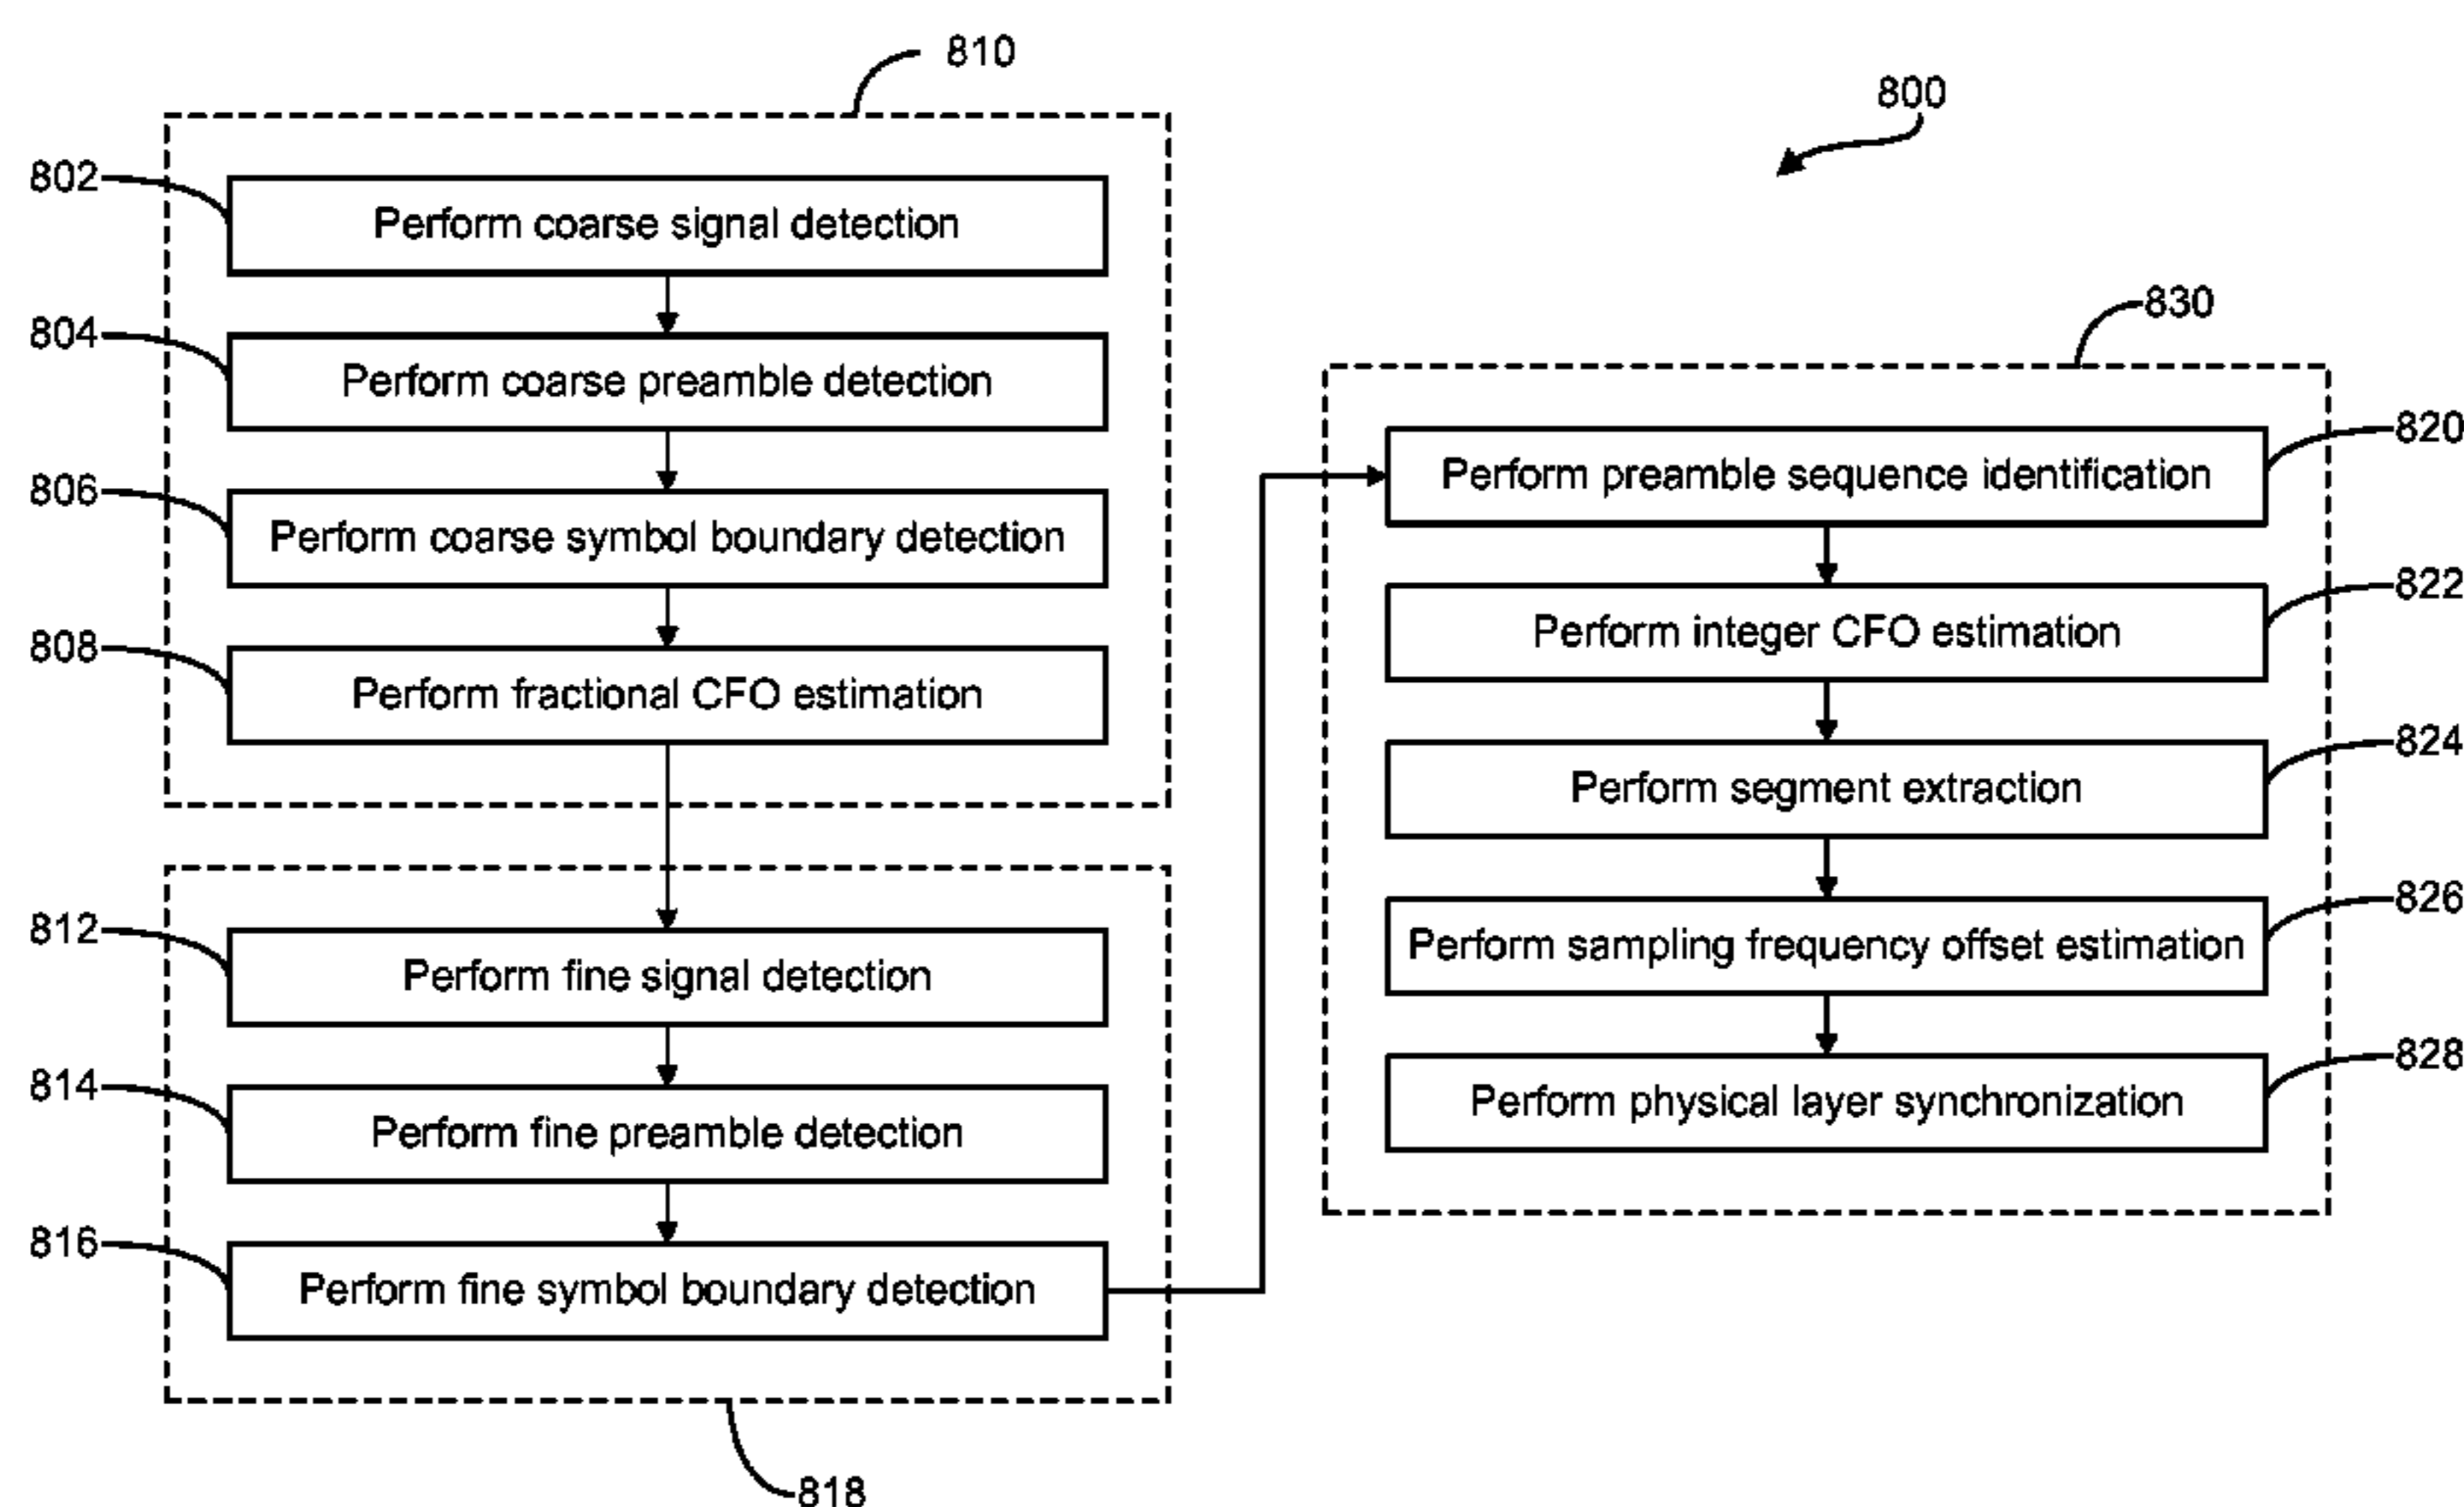 810
800
802
Perform coarse signal detection
804
Perform coarse preamble detection
806
Perform coarse symbol boundary detection
808
Perform fractional CFO estimation
812
Perform fine signal detection
814
Perform fine preamble detection
816
Perform fine symbol boundary detection
818
830
820
Perform preamble sequence identification
822
Perform integer CFO estimation
824
Perform segment extraction
826
Perform sampling frequency offset estimation
828
Perform physical layer synchronization